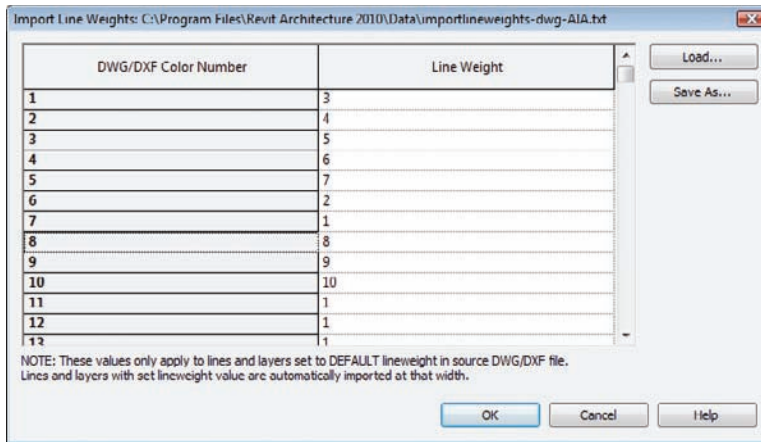 Import Line Weights: C:\Program Files\Revit Architecture 2010\Data\importlineweights-dwg-AIA.txt
DWG/DXF Color Number Line Weight
Load...
Save As...
1 3
2 4
3 5
4 6
5 7
6 2
7 1
8 8
9 9
10 10
11 1
12 1
13 1
NOTE: These values only apply to lines and layers set to DEFAULT lineweight in source DWG/DXF file.
Lines and layers with set lineweight value are automatically imported at that width.
OK Cancel Help